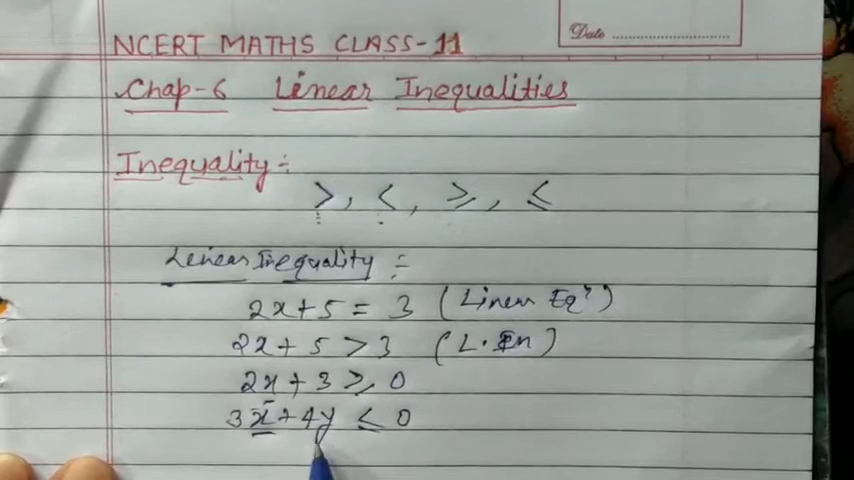 Date ..............................
NCERT MATHS CLASS-11
Chap-6 Linear Inequalities
Inequality :-
>, <, ≥, ≤
Linear Inequality :-
2x + 5 = 3 (Linear Eqⁿ)
2x + 5 > 3 (L. In)
2x + 3 ≥ 0
3x + 4y ≤ 0